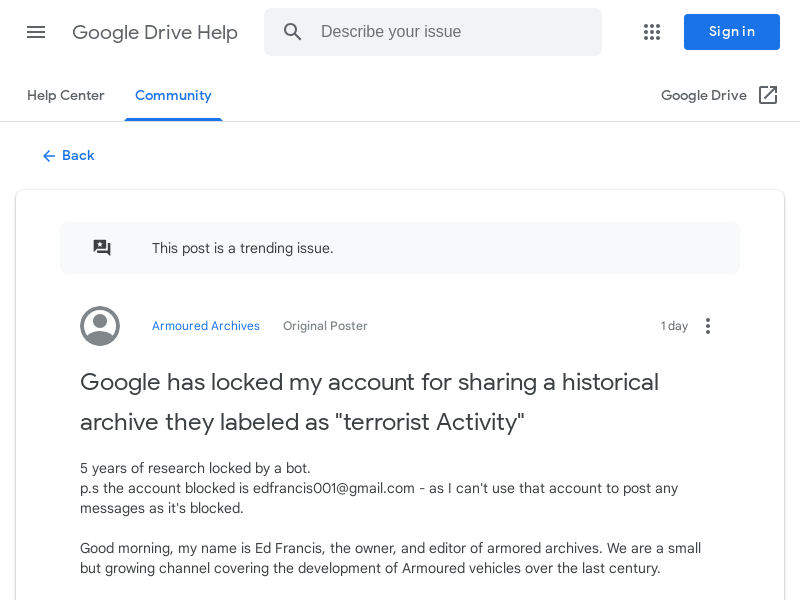 Google Drive Help
Describe your issue
Sign in
Help Center
Community
Google Drive
Back
This post is a trending issue.
Armoured Archives
Original Poster
1 day
Google has locked my account for sharing a historical
archive they labeled as "terrorist Activity"
5 years of research locked by a bot.
p.s the account blocked is edfrancis001@gmail.com - as I can't use that account to post any
messages as it's blocked.
Good morning, my name is Ed Francis, the owner, and editor of armored archives. We are a small
but growing channel covering the development of Armoured vehicles over the last century.